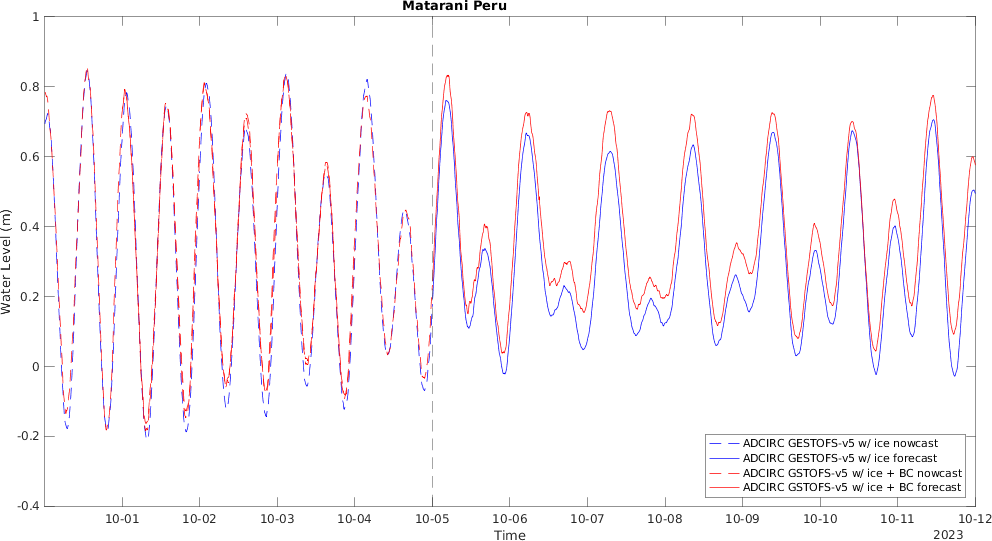 Matarani Peru
1
0.8
0.6
0.4
0.2
0
-0.2
-0.4
Water Level (m)
ADCIRC GESTOFS-v5 w/ ice nowcast
ADCIRC GESTOFS-v5 w/ ice forecast
ADCIRC GSTOFS-v5 w/ ice + BC nowcast
ADCIRC GSTOFS-v5 w/ ice + BC forecast
10-01 10-02 10-03 10-04 10-05 10-06 10-07 10-08 10-09 10-10 10-11 10-12
Time
2023